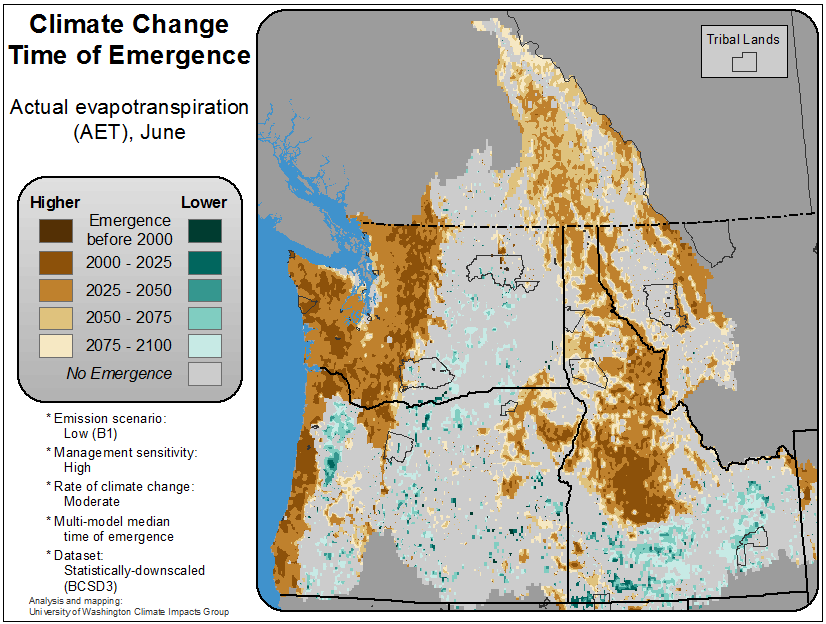 Climate Change
Time of Emergence
Actual evapotranspiration
(AET), June
Higher
Lower
Emergence
before 2000
2000 - 2025
2025 - 2050
2050 - 2075
2075 - 2100
No Emergence
* Emission scenario:
Low (B1)
* Management sensitivity:
High
* Rate of climate change:
Moderate
* Multi-model median
time of emergence
* Dataset:
Statistically-downscaled
(BCSD3)
Analysis and mapping:
University of Washington Climate Impacts Group
Tribal Lands